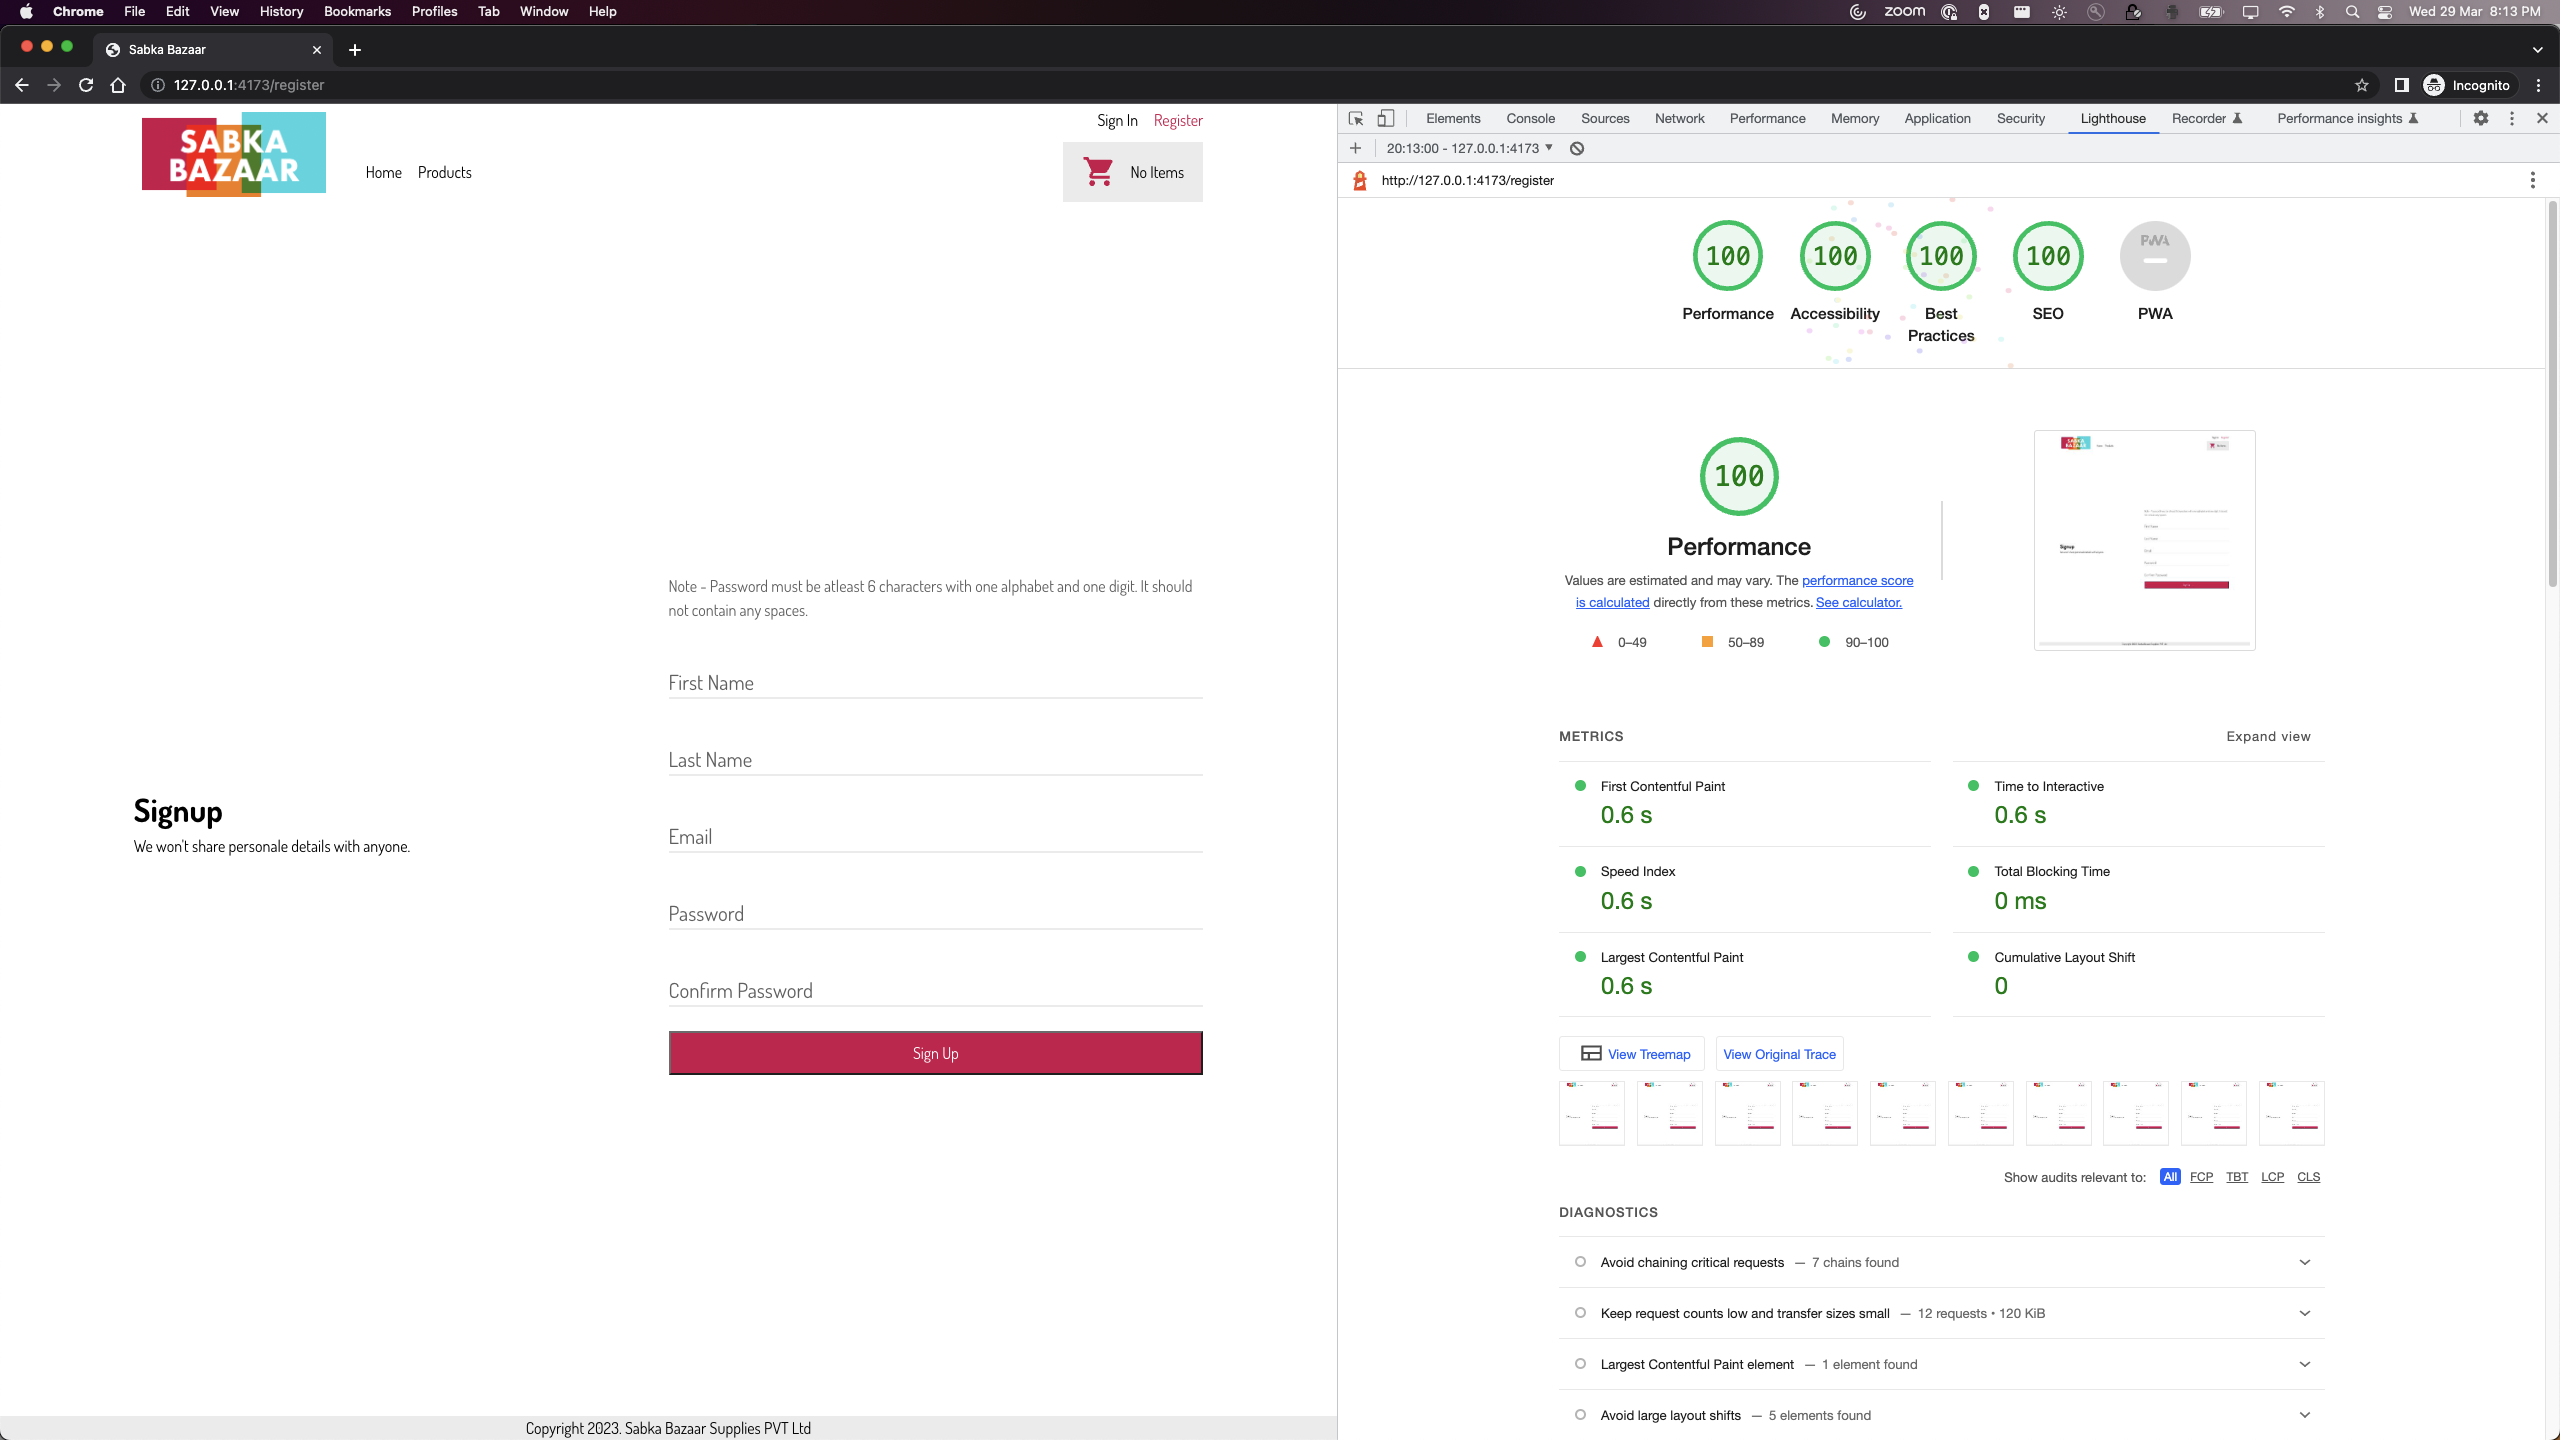 Chrome File Edit View History Bookmarks Profiles Tab Window Help
zoom Wed 29 Mar 8:13 PM
Sabka Bazaar
127.0.0.1:4173/register
Incognito
SABKA
BAZAAR
Home Products
Sign In Register
No Items
Note - Password must be atleast 6 characters with one alphabet and one digit. It should
not contain any spaces.
First Name
Last Name
Email
Password
Confirm Password
Sign Up
Signup
We won't share personale details with anyone.
Copyright 2023. Sabka Bazaar Supplies PVT Ltd
Elements Console Sources Network Performance Memory Application Security Lighthouse Recorder Performance insights
20:13:00 - 127.0.0.1:4173
http://127.0.0.1:4173/register
100 100 100 100 PWA
Performance Accessibility Best SEO PWA
Practices
100
Performance
Values are estimated and may vary. The performance score
is calculated directly from these metrics. See calculator.
0–49 50–89 90–100
Signup
METRICS Expand view
First Contentful Paint
0.6 s
Time to Interactive
0.6 s
Speed Index
0.6 s
Total Blocking Time
0 ms
Largest Contentful Paint
0.6 s
Cumulative Layout Shift
0
View Treemap View Original Trace
Show audits relevant to: All FCP TBT LCP CLS
DIAGNOSTICS
Avoid chaining critical requests — 7 chains found
Keep request counts low and transfer sizes small — 12 requests • 120 KiB
Largest Contentful Paint element — 1 element found
Avoid large layout shifts — 5 elements found